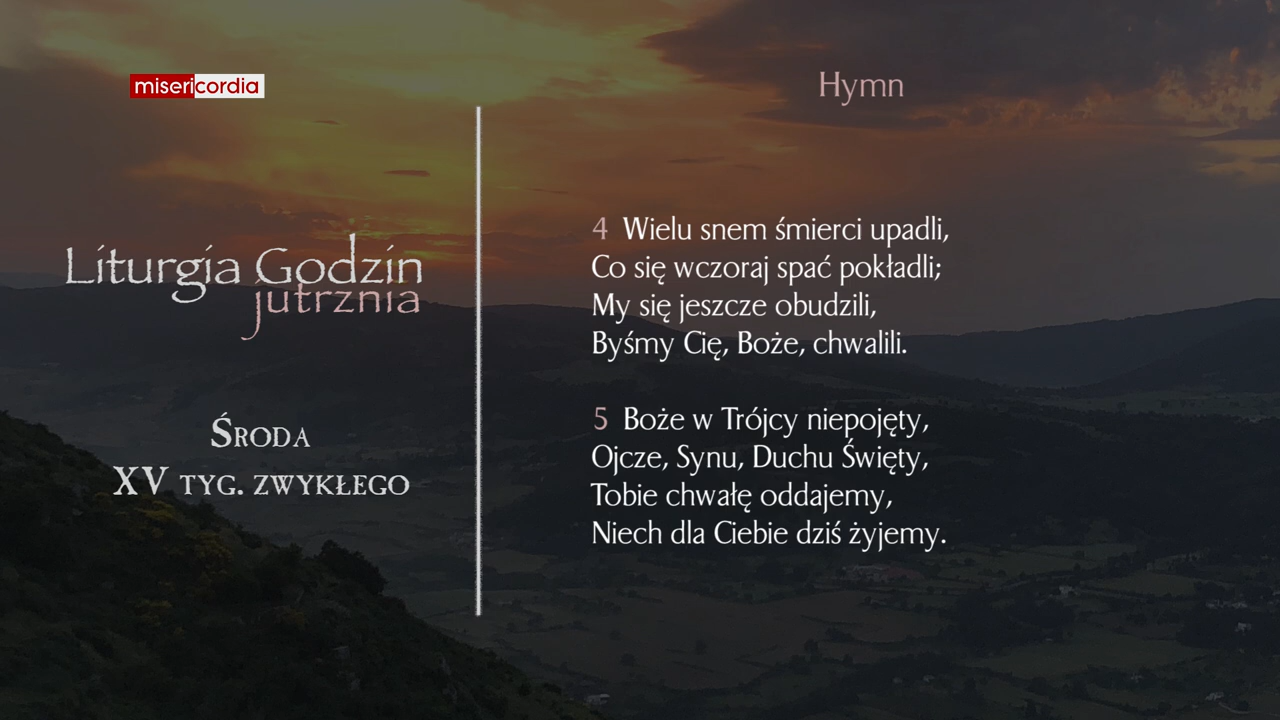 misericordia
Liturgia Godzin
jutrznia
Środa
XV tyg. zwykłego
Hymn
4 Wielu snem śmierci upadli,
Co się wczoraj spać pokładli;
My się jeszcze obudzili,
Byśmy Cię, Boże, chwalili.
5 Boże w Trójcy niepojęty,
Ojcze, Synu, Duchu Święty,
Tobie chwałę oddajemy,
Niech dla Ciebie dziś żyjemy.